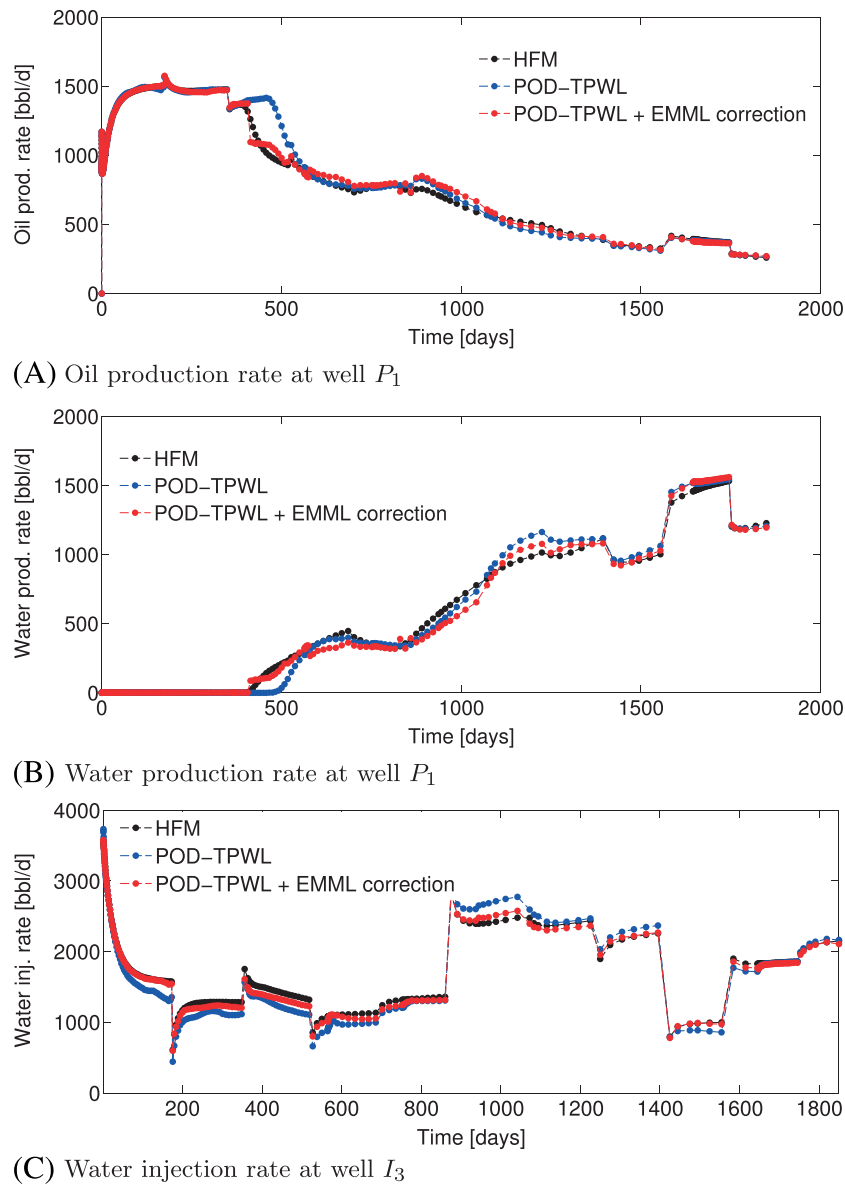 2000
1500
1000
500
0
Oil prod. rate [bbl/d]
HFM
POD−TPWL
POD−TPWL + EMML correction
0 500 1000 1500 2000
Time [days]
(A) Oil production rate at well P1
2000
1500
1000
500
0
Water prod. rate [bbl/d]
HFM
POD−TPWL
POD−TPWL + EMML correction
0 500 1000 1500 2000
Time [days]
(B) Water production rate at well P1
4000
3000
2000
1000
0
Water inj. rate [bbl/d]
HFM
POD−TPWL
POD−TPWL + EMML correction
200 400 600 800 1000 1200 1400 1600 1800
Time [days]
(C) Water injection rate at well I3